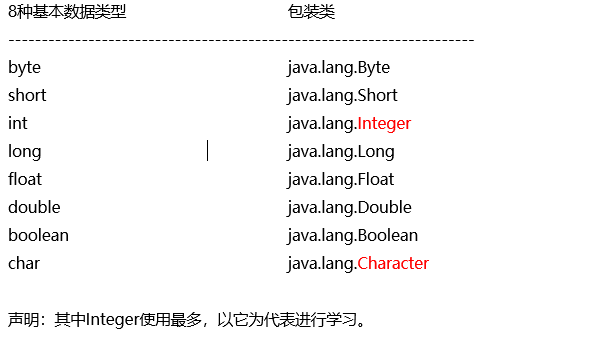 8种基本数据类型 包装类
----------------------------------------------------------------------
byte java.lang.Byte
short java.lang.Short
int java.lang.Integer
long java.lang.Long
float java.lang.Float
double java.lang.Double
boolean java.lang.Boolean
char java.lang.Character
声明：其中Integer使用最多，以它为代表进行学习。